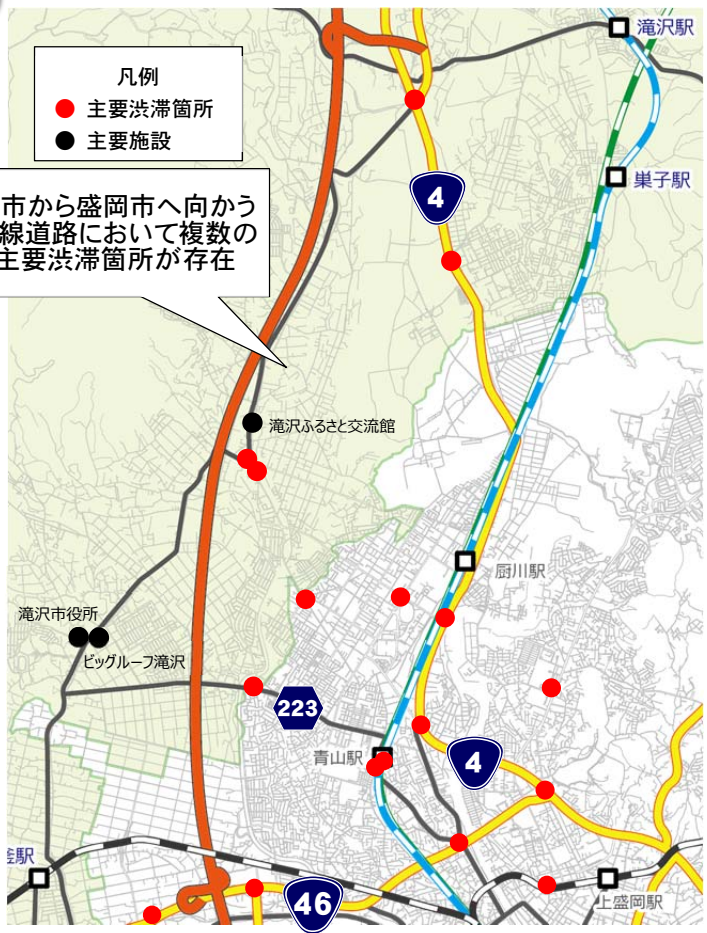 滝沢駅
凡例
主要渋滞箇所
主要施設
巣子駅
4
市から盛岡市へ向かう
線道路において複数の
主要渋滞箇所が存在
滝沢ふるさと交流館
厨川駅
滝沢市役所
ビッグルーフ滝沢
223
青山駅
4
釜駅
46
上盛岡駅